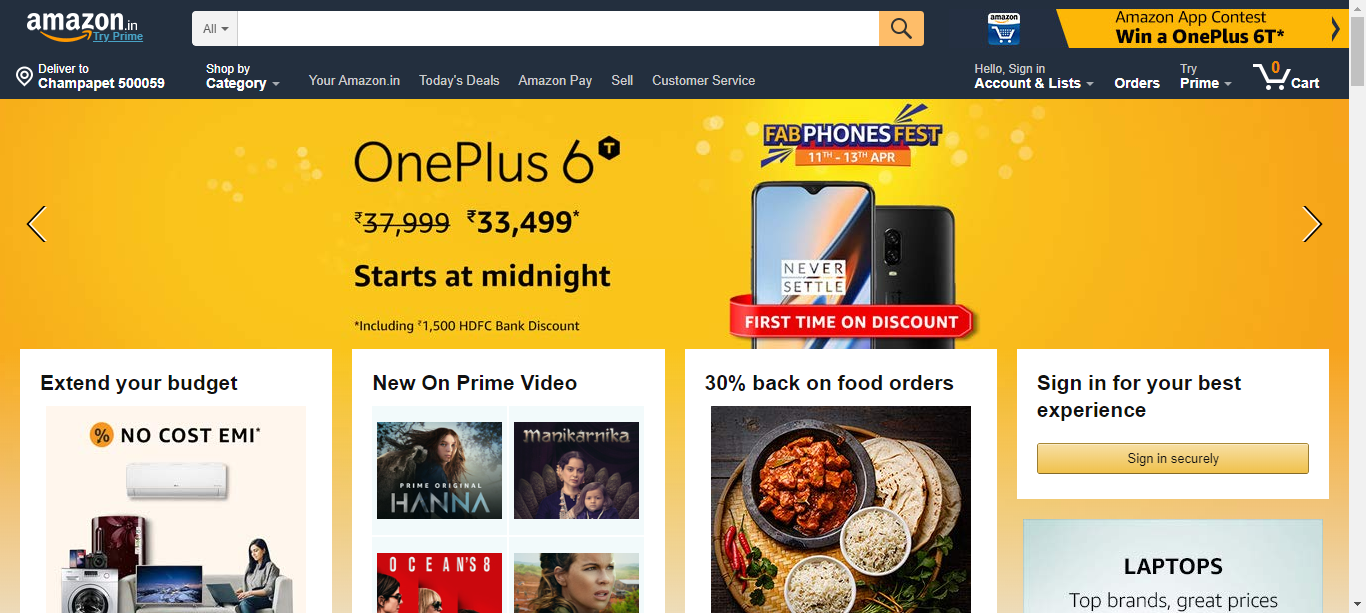 amazon.in
Try Prime
All
amazon
Amazon App Contest
Win a OnePlus 6T*
Deliver to
Champapet 500059
Shop by
Category
Your Amazon.in
Today's Deals
Amazon Pay
Sell
Customer Service
Hello, Sign in
Account & Lists
Orders
Try
Prime
0
Cart
OnePlus 6T
₹37,999 ₹33,499*
Starts at midnight
*Including ₹1,500 HDFC Bank Discount
FAB PHONES FEST
11TH - 13TH APR
NEVER
SETTLE
FIRST TIME ON DISCOUNT
Extend your budget
% NO COST EMI*
New On Prime Video
PRIME ORIGINAL
HANNA
Manikarnika
OCEAN'S 8
30% back on food orders
Sign in for your best
experience
Sign in securely
LAPTOPS
Top brands, great prices